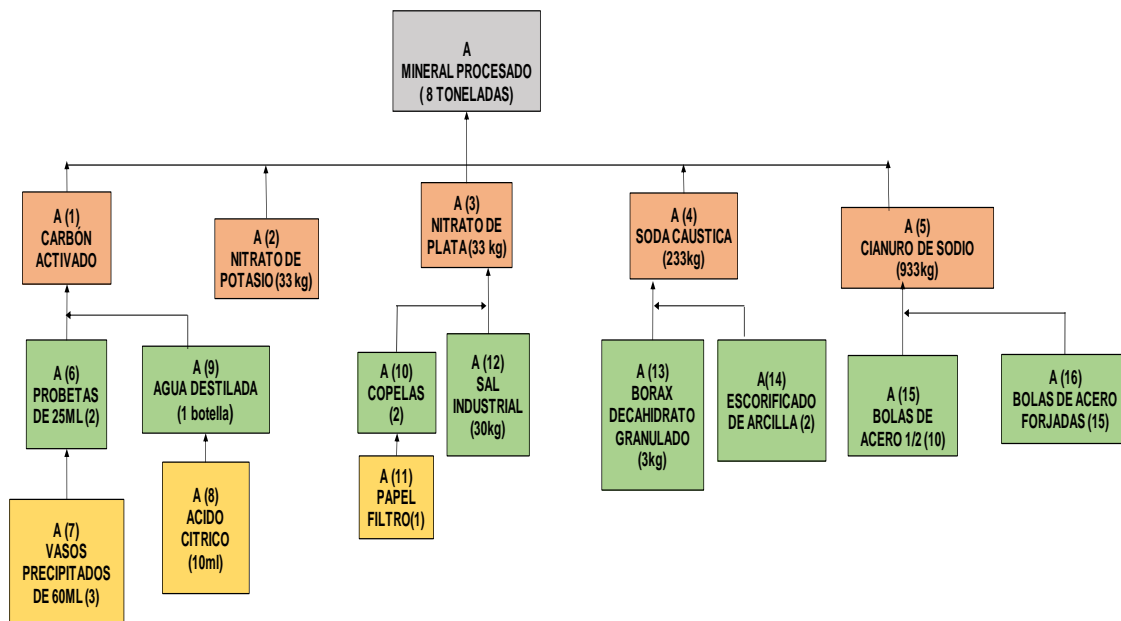 A
MINERAL PROCESADO
( 8 TONELADAS)
A (1)
CARBÓN
ACTIVADO
A (2)
NITRATO DE
POTASIO (33 kg)
A (3)
NITRATO DE
PLATA (33 kg)
A (4)
SODA CAUSTICA
(233kg)
A (5)
CIANURO DE SODIO
(933kg)
A (6)
PROBETAS
DE 25ML (2)
A (9)
AGUA DESTILADA
(1 botella)
A (10)
COPELAS
(2)
A (12)
SAL
INDUSTRIAL
(30kg)
A (13)
BORAX
DECAHIDRATO
GRANULADO
(3kg)
A(14)
ESCORIFICADO
DE ARCILLA (2)
A (15)
BOLAS DE
ACERO 1/2 (10)
A (16)
BOLAS DE ACERO
FORJADAS (15)
A (7)
VASOS
PRECIPITADOS
DE 60ML (3)
A (8)
ACIDO
CITRICO
(10ml)
A (11)
PAPEL
FILTRO(1)